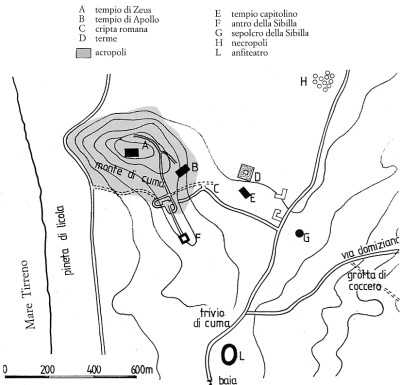 A tempio di Zeus
B tempio di Apollo
C cripta romana
D terme
acropoli
E tempio capitolino
F antro della Sibilla
G sepolcro della Sibilla
H necropoli
L anfiteatro
H
A
B
monte di cuma
C
D
E
F
G
via domiziana
grotta di
cocceio
Mare Tirreno
pineta di licola
trivio
di cuma
L
0 200 400 600m
baia